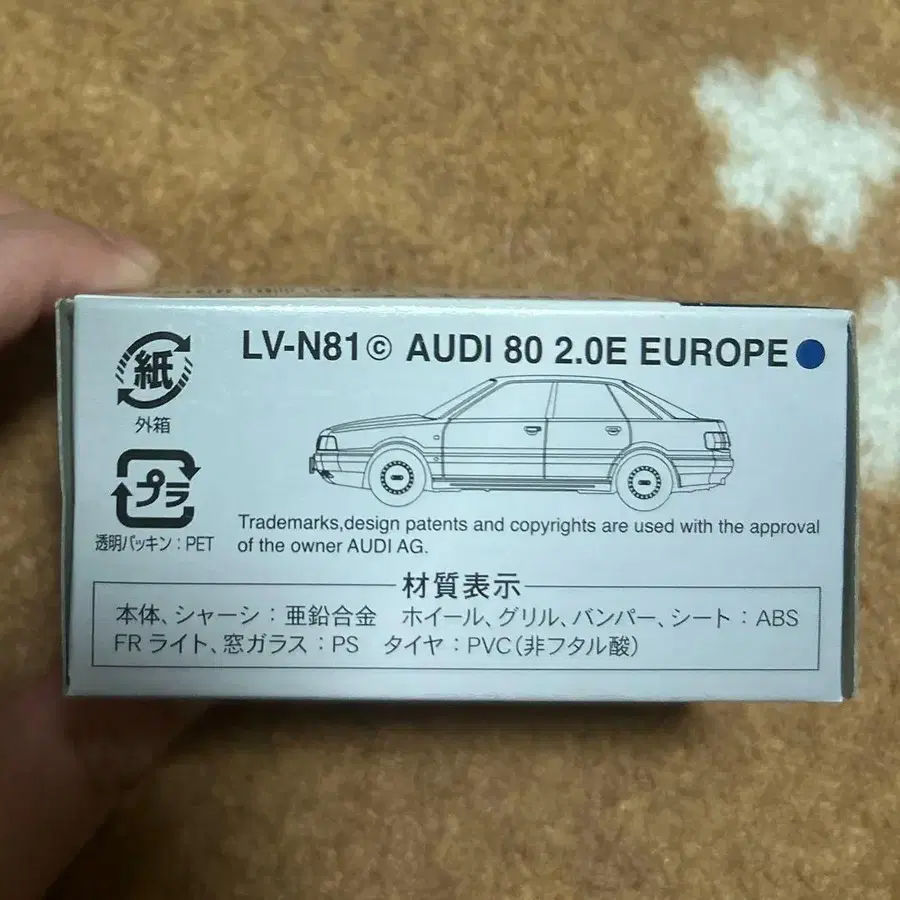 LV-N81ⓒ AUDI 80 2.0E EUROPE
紙
外箱
プラ
透明パッキン：PET
Trademarks,design patents and copyrights are used with the approval
of the owner AUDI AG.
材質表示
本体、シャーシ：亜鉛合金　ホイール、グリル、バンパー、シート：ABS
FRライト、窓ガラス：PS　タイヤ：PVC（非フタル酸）